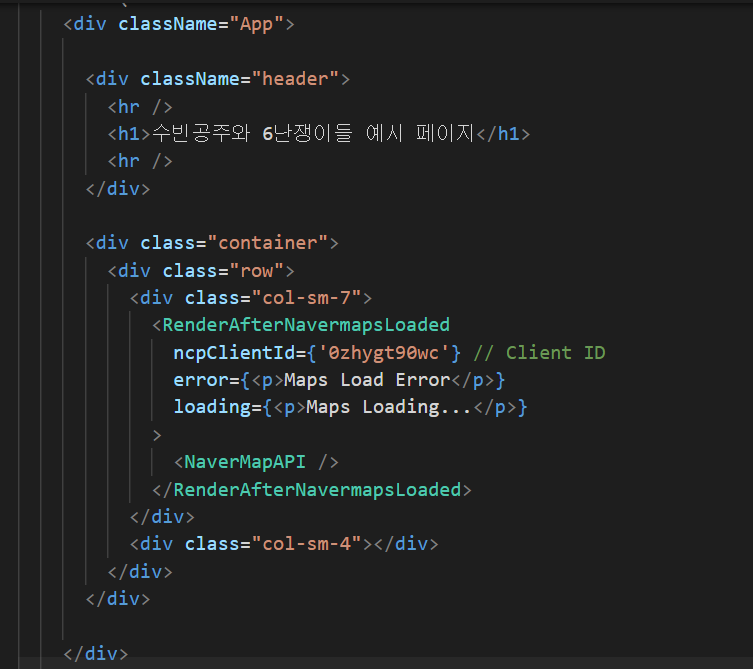 <div className="App">
<div className="header">
<hr />
<h1>수빈공주와 6난쟁이들 예시 페이지</h1>
<hr />
</div>
<div class="container">
<div class="row">
<div class="col-sm-7">
<RenderAfterNavermapsLoaded
ncpClientId={'0zhygt90wc'} // Client ID
error={<p>Maps Load Error</p>}
loading={<p>Maps Loading...</p>}
>
<NaverMapAPI />
</RenderAfterNavermapsLoaded>
</div>
<div class="col-sm-4"></div>
</div>
</div>
</div>